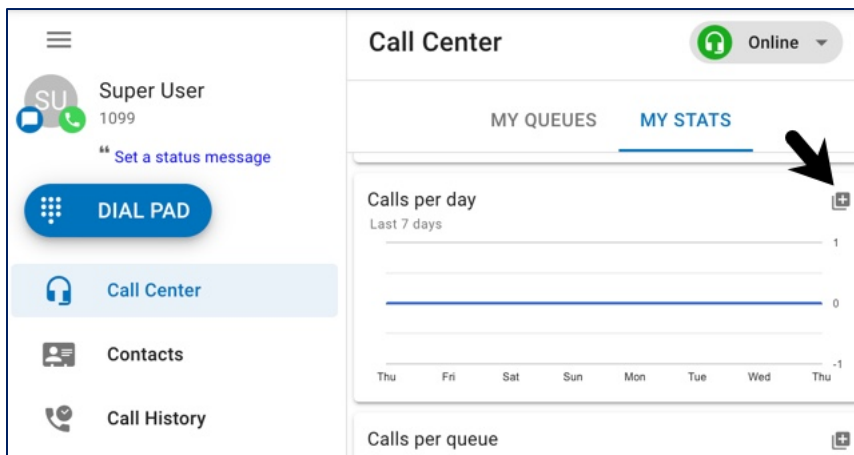 Call Center
Online
SU
Super User
1099
“ Set a status message
DIAL PAD
Call Center
Contacts
Call History
MY QUEUES MY STATS
Calls per day
Last 7 days
1
0
-1
Thu Fri Sat Sun Mon Tue Wed Thu
Calls per queue